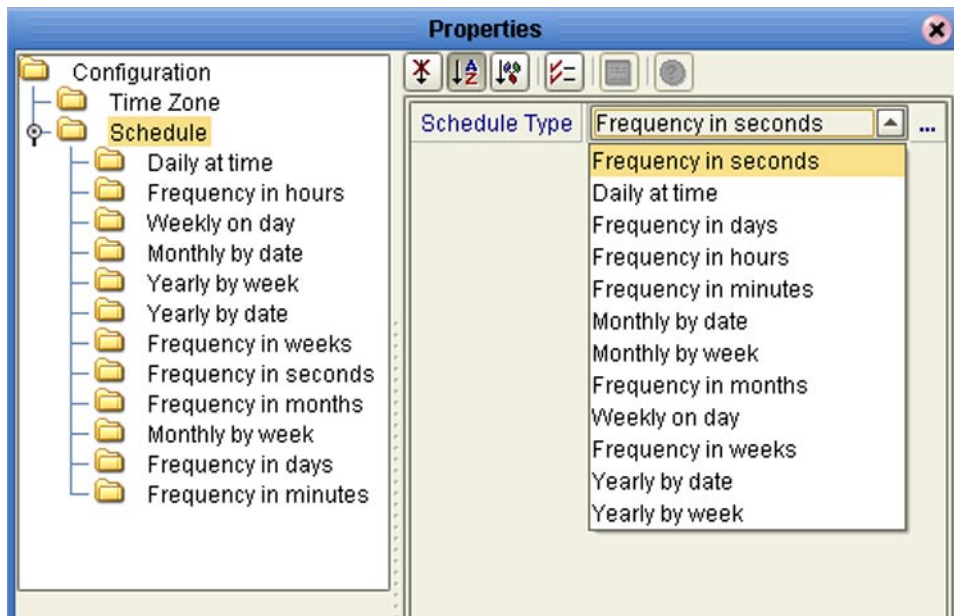 Properties
Configuration
Time Zone
Schedule
Daily at time
Frequency in hours
Weekly on day
Monthly by date
Yearly by week
Yearly by date
Frequency in weeks
Frequency in seconds
Frequency in months
Monthly by week
Frequency in days
Frequency in minutes
Schedule Type
Frequency in seconds
...
Frequency in seconds
Daily at time
Frequency in days
Frequency in hours
Frequency in minutes
Monthly by date
Monthly by week
Frequency in months
Weekly on day
Frequency in weeks
Yearly by date
Yearly by week